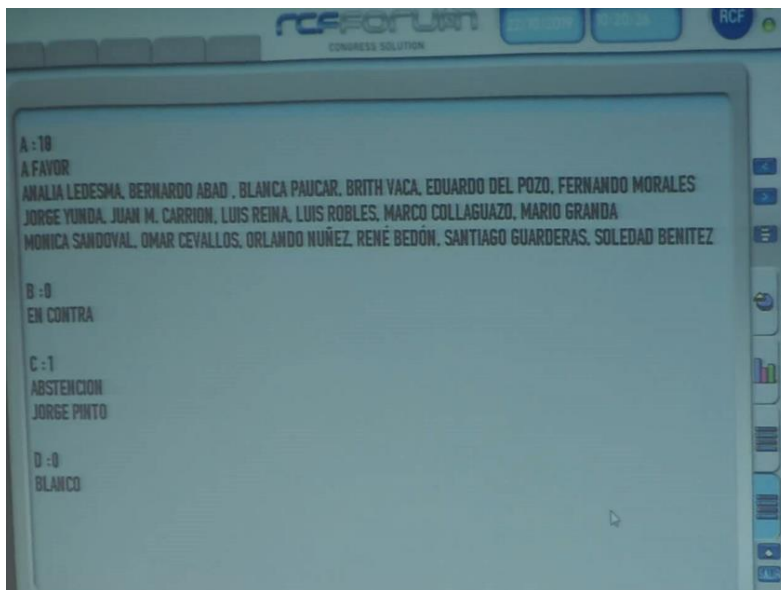 RCF FORUM
CONGRESS SOLUTION
RCF
A :18
A FAVOR
ANALIA LEDESMA, BERNARDO ABAD , BLANCA PAUCAR, BRITH VACA, EDUARDO DEL POZO, FERNANDO MORALES
JORGE YUNDA, JUAN M. CARRION, LUIS REINA, LUIS ROBLES, MARCO COLLAGUAZO, MARIO GRANDA
MONICA SANDOVAL, OMAR CEVALLOS, ORLANDO NUÑEZ, RENÉ BEDÓN, SANTIAGO GUARDERAS, SOLEDAD BENITEZ
B :0
EN CONTRA
C :1
ABSTENCION
JORGE PINTO
D :0
BLANCO